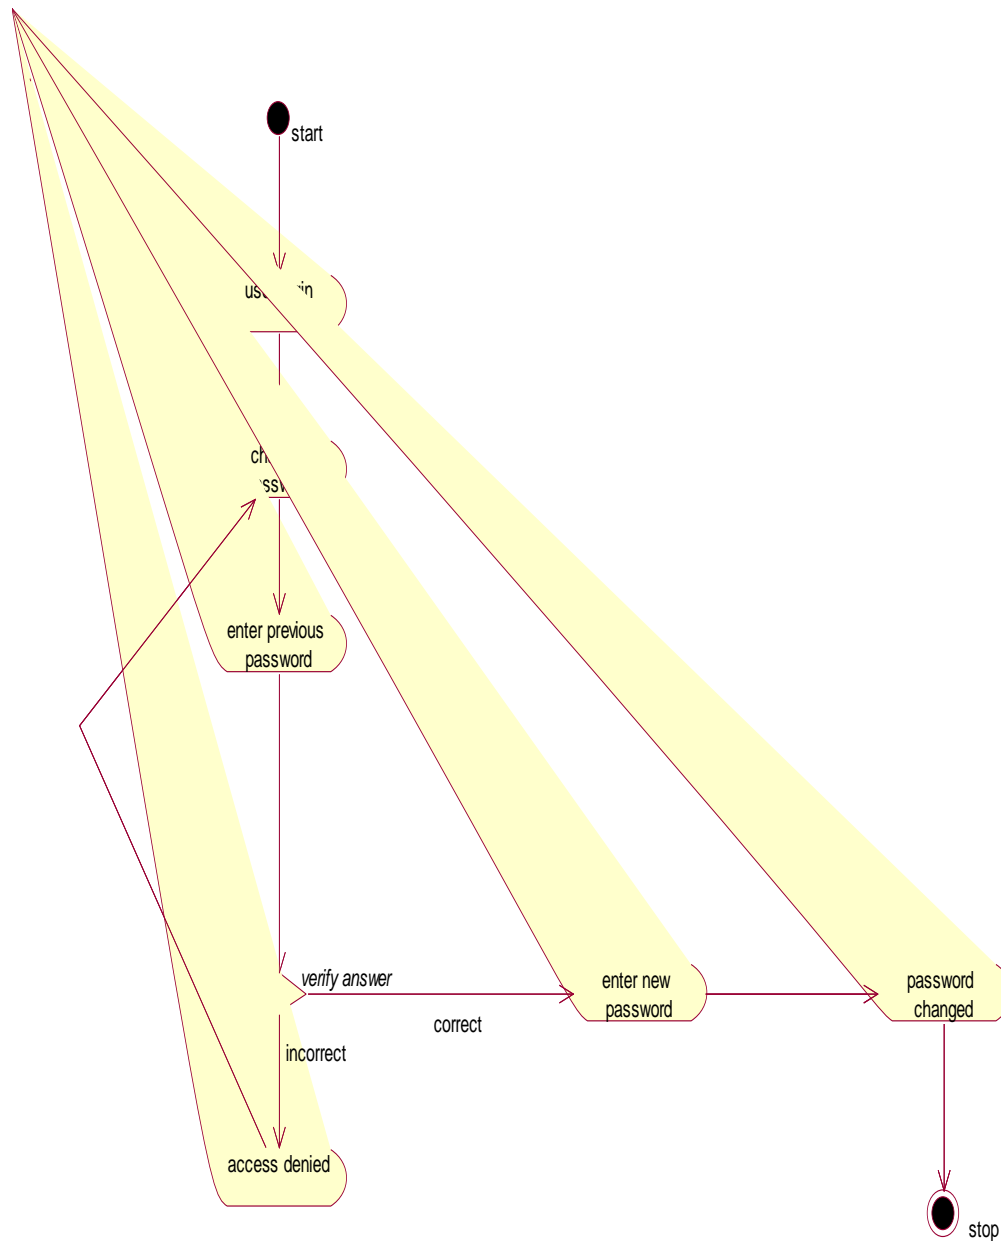 start
enter previous
password
verify answer
correct
incorrect
enter new
password
password
changed
access denied
stop